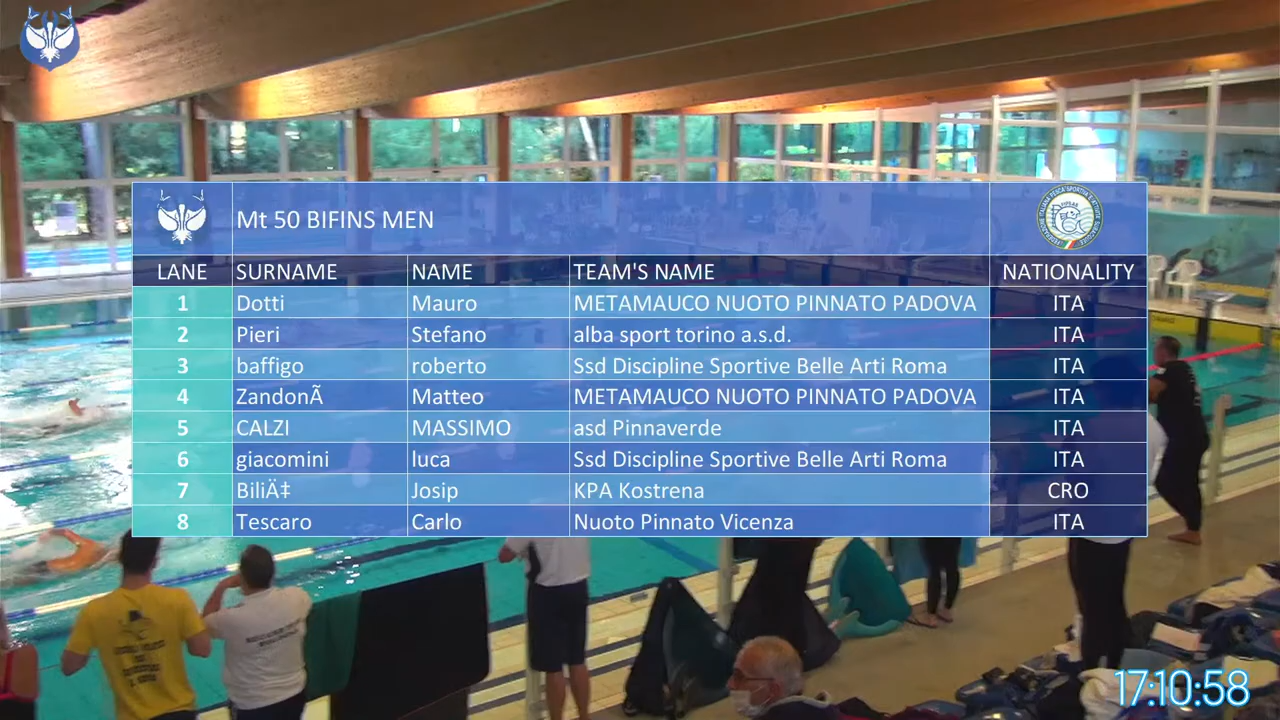 Mt 50 BIFINS MEN
LANE SURNAME NAME TEAM'S NAME NATIONALITY
1 Dotti Mauro METAMAUCO NUOTO PINNATO PADOVA ITA
2 Pieri Stefano alba sport torino a.s.d. ITA
3 baffigo roberto Ssd Discipline Sportive Belle Arti Roma ITA
4 ZandonÃ Matteo METAMAUCO NUOTO PINNATO PADOVA ITA
5 CALZI MASSIMO asd Pinnaverde ITA
6 giacomini luca Ssd Discipline Sportive Belle Arti Roma ITA
7 BiliÄ‡ Josip KPA Kostrena CRO
8 Tescaro Carlo Nuoto Pinnato Vicenza ITA
17:10:58